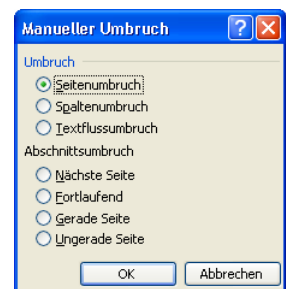 Manueller Umbruch
Umbruch
Seitenumbruch
Spaltenumbruch
Textflussumbruch
Abschnittsumbruch
Nächste Seite
Fortlaufend
Gerade Seite
Ungerade Seite
OK Abbrechen